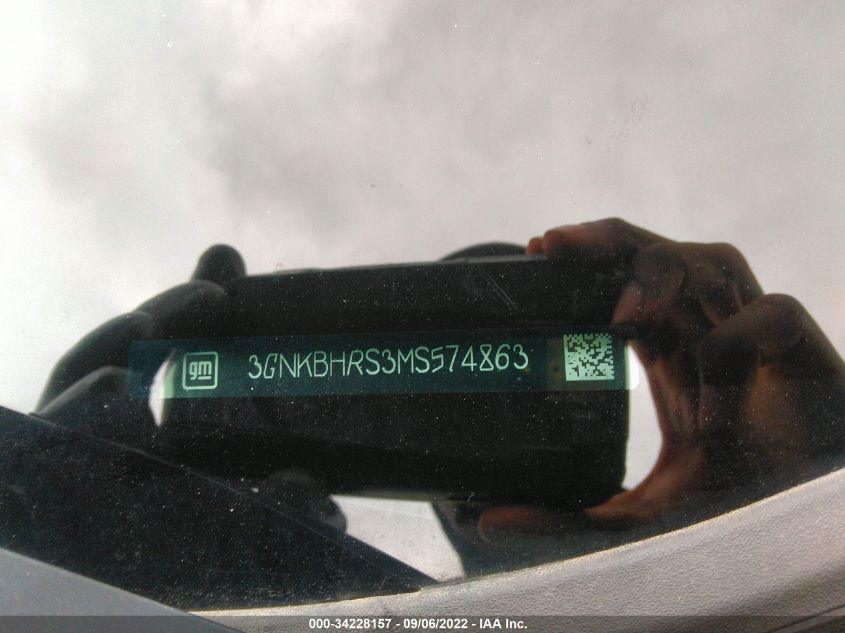 gm 3GNKBHRS3MS574863
000-34228157 - 09/06/2022 - IAA Inc.